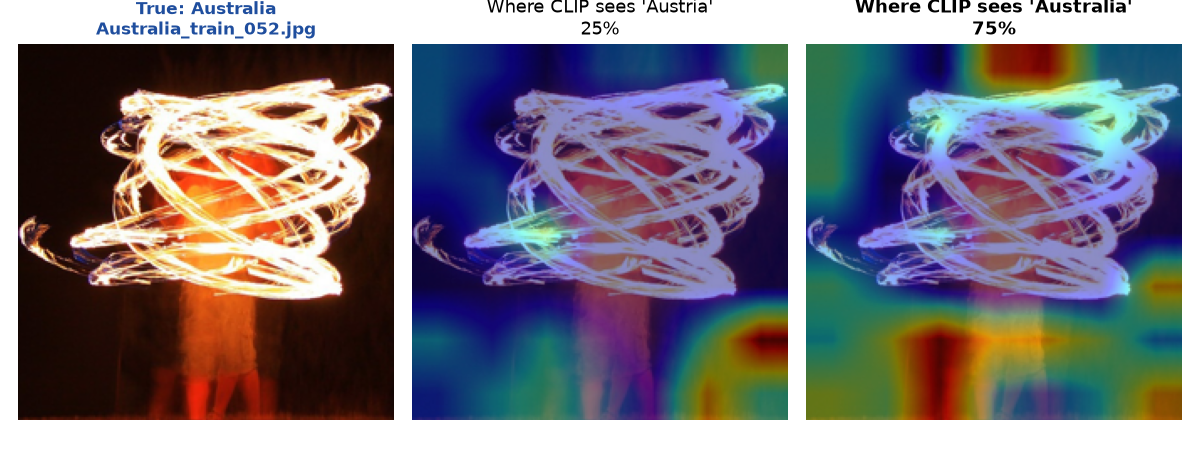 True: Australia
Australia_train_052.jpg
Where CLIP sees 'Austria'
25%
Where CLIP sees 'Australia'
75%